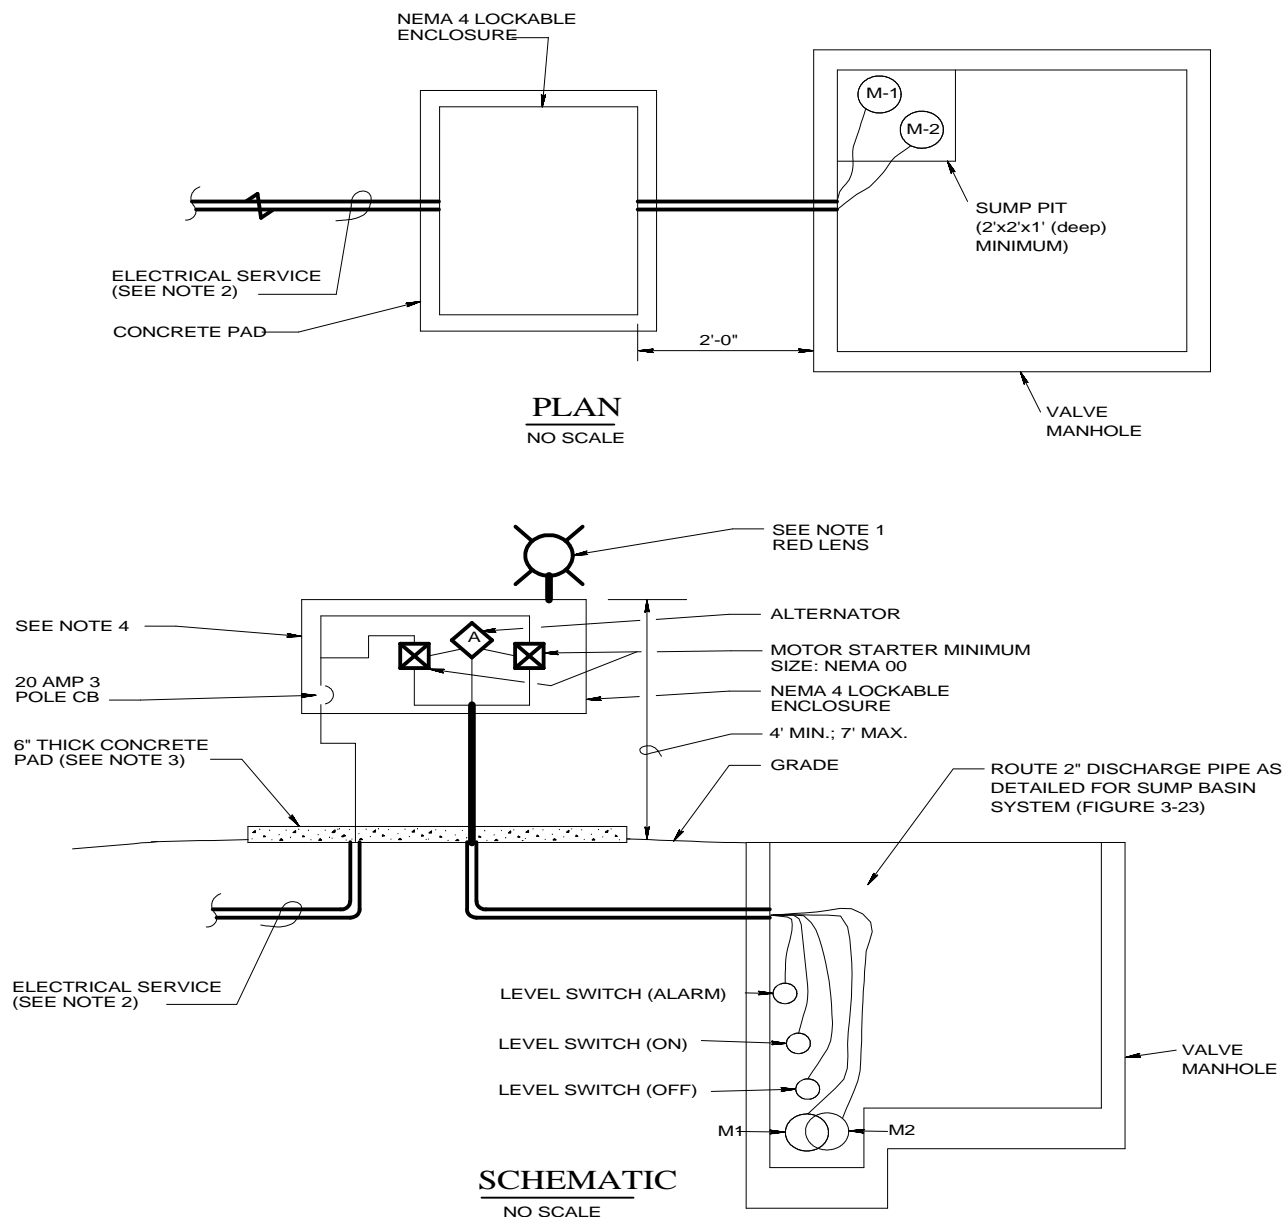 NEMA 4 LOCKABLE
ENCLOSURE
M-1
M-2
SUMP PIT
(2'x2'x1' (deep)
MINIMUM)
ELECTRICAL SERVICE
(SEE NOTE 2)
CONCRETE PAD
2'-0"
VALVE
MANHOLE
PLAN
NO SCALE
SEE NOTE 1
RED LENS
SEE NOTE 4
ALTERNATOR
A
MOTOR STARTER MINIMUM
SIZE: NEMA 00
20 AMP 3
POLE CB
NEMA 4 LOCKABLE
ENCLOSURE
4' MIN.; 7' MAX.
6" THICK CONCRETE
PAD (SEE NOTE 3)
GRADE
ROUTE 2" DISCHARGE PIPE AS
DETAILED FOR SUMP BASIN
SYSTEM (FIGURE 3-23)
ELECTRICAL SERVICE
(SEE NOTE 2)
LEVEL SWITCH (ALARM)
LEVEL SWITCH (ON)
LEVEL SWITCH (OFF)
VALVE
MANHOLE
M1
M2
SCHEMATIC
NO SCALE